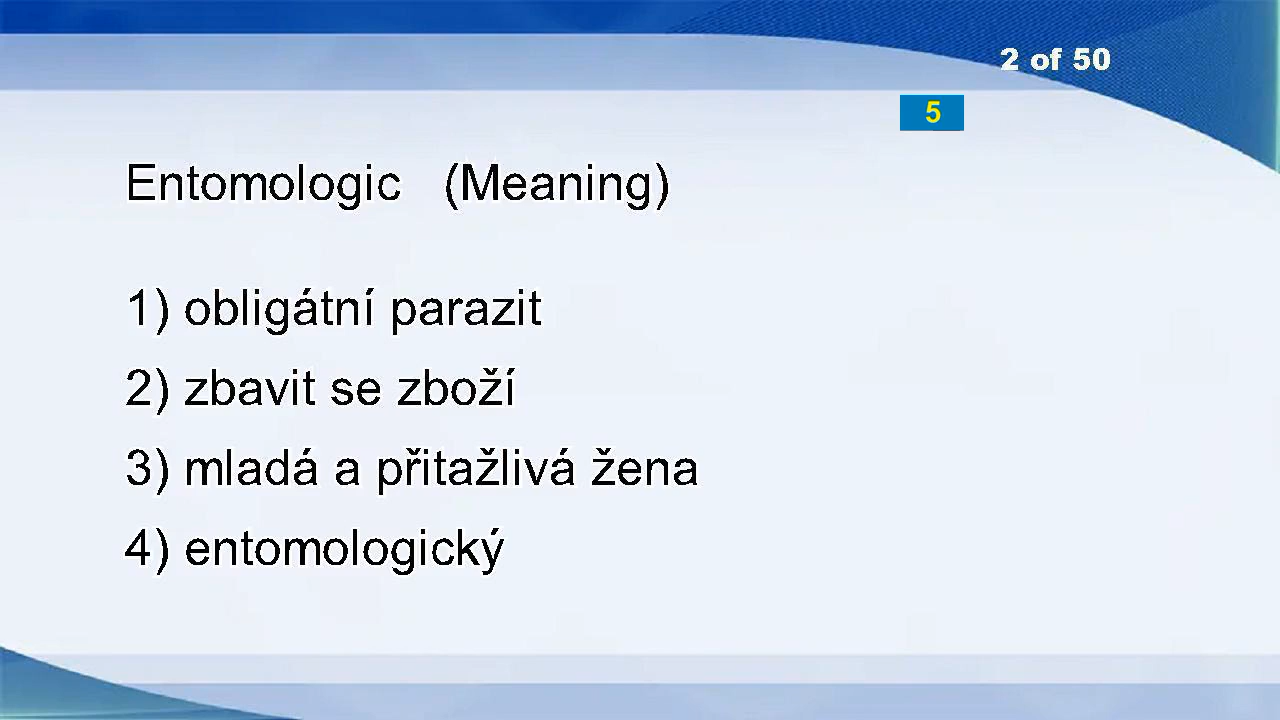 2 of 50
5
Entomologic (Meaning)
1) obligátní parazit
2) zbavit se zboží
3) mladá a přitažlivá žena
4) entomologický